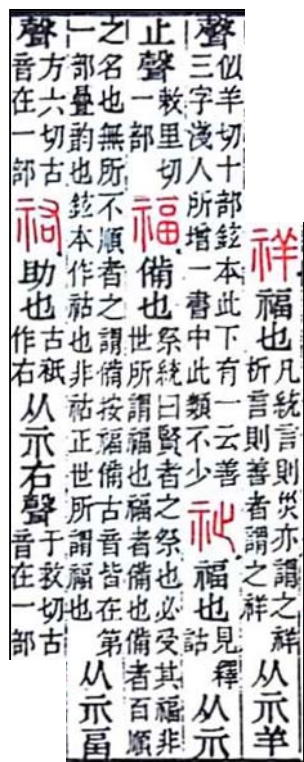 祥福也凡統言則災亦謂之祥析言則善者謂之祥从示羊
聲似羊切十部鉉本此下有一云善三字淺人所增一書中此類不少祉福也見釋詁从示
止聲敕里切一部福備也祭統曰賢者之祭也必受其福非世所謂福也福者備也備者百順
之名也無所不順者之謂備按福備古音皆在第一部疊韵也鉉本作祐也非祐正世所謂福也从示畐
聲方六切古音在一部祐助也古祇作右从示右聲于救切古音在一部